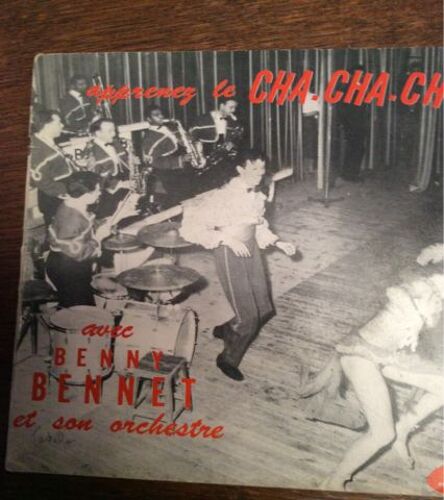 apprenez le CHA.CHA.CH
avec
BENNY
BENNET
et son orchestre